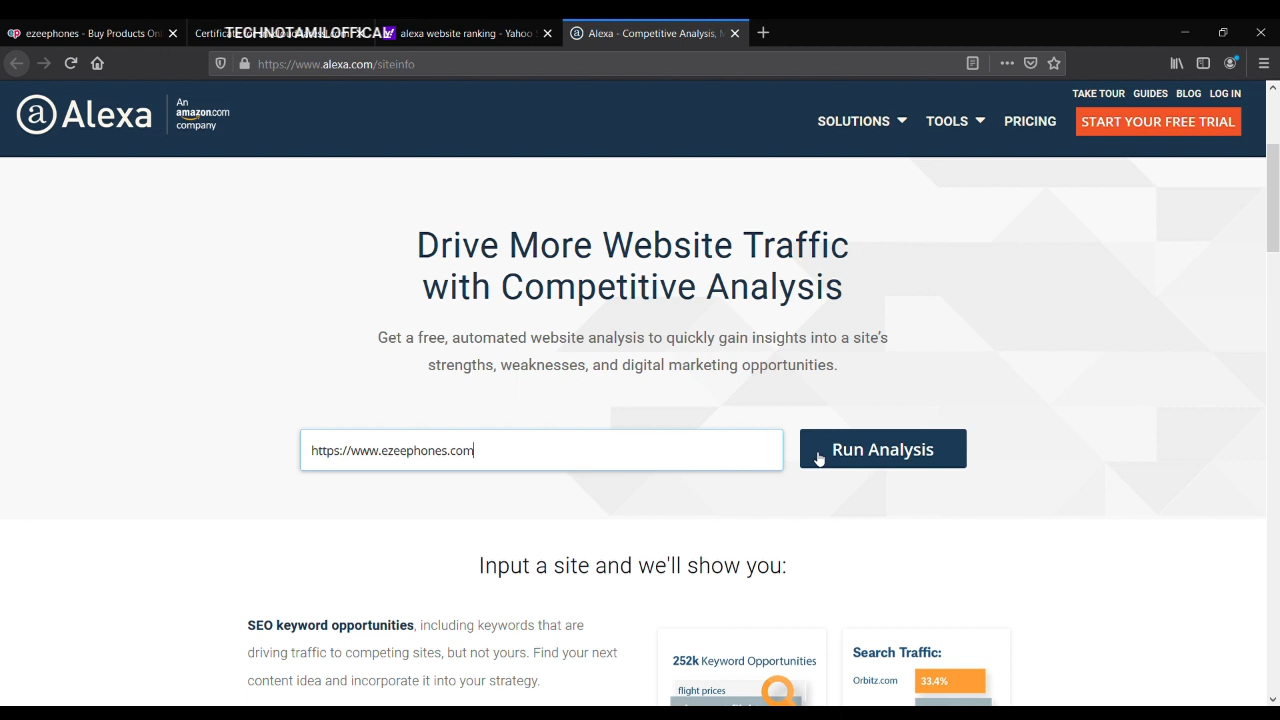 ezeephones - Buy Products On
TECHNOTAMILOFFICAL
alexa website ranking - Yahoo
Alexa - Competitive Analysis,
https://www.alexa.com/siteinfo
TAKE TOUR GUIDES BLOG LOG IN
a Alexa
An
amazon.com
company
SOLUTIONS TOOLS PRICING START YOUR FREE TRIAL
Drive More Website Traffic
with Competitive Analysis
Get a free, automated website analysis to quickly gain insights into a site's
strengths, weaknesses, and digital marketing opportunities.
https://www.ezeephones.com
Run Analysis
Input a site and we'll show you:
SEO keyword opportunities, including keywords that are
driving traffic to competing sites, but not yours. Find your next
content idea and incorporate it into your strategy.
252k Keyword Opportunities
flight prices
Search Traffic:
Orbitz.com 33.4%